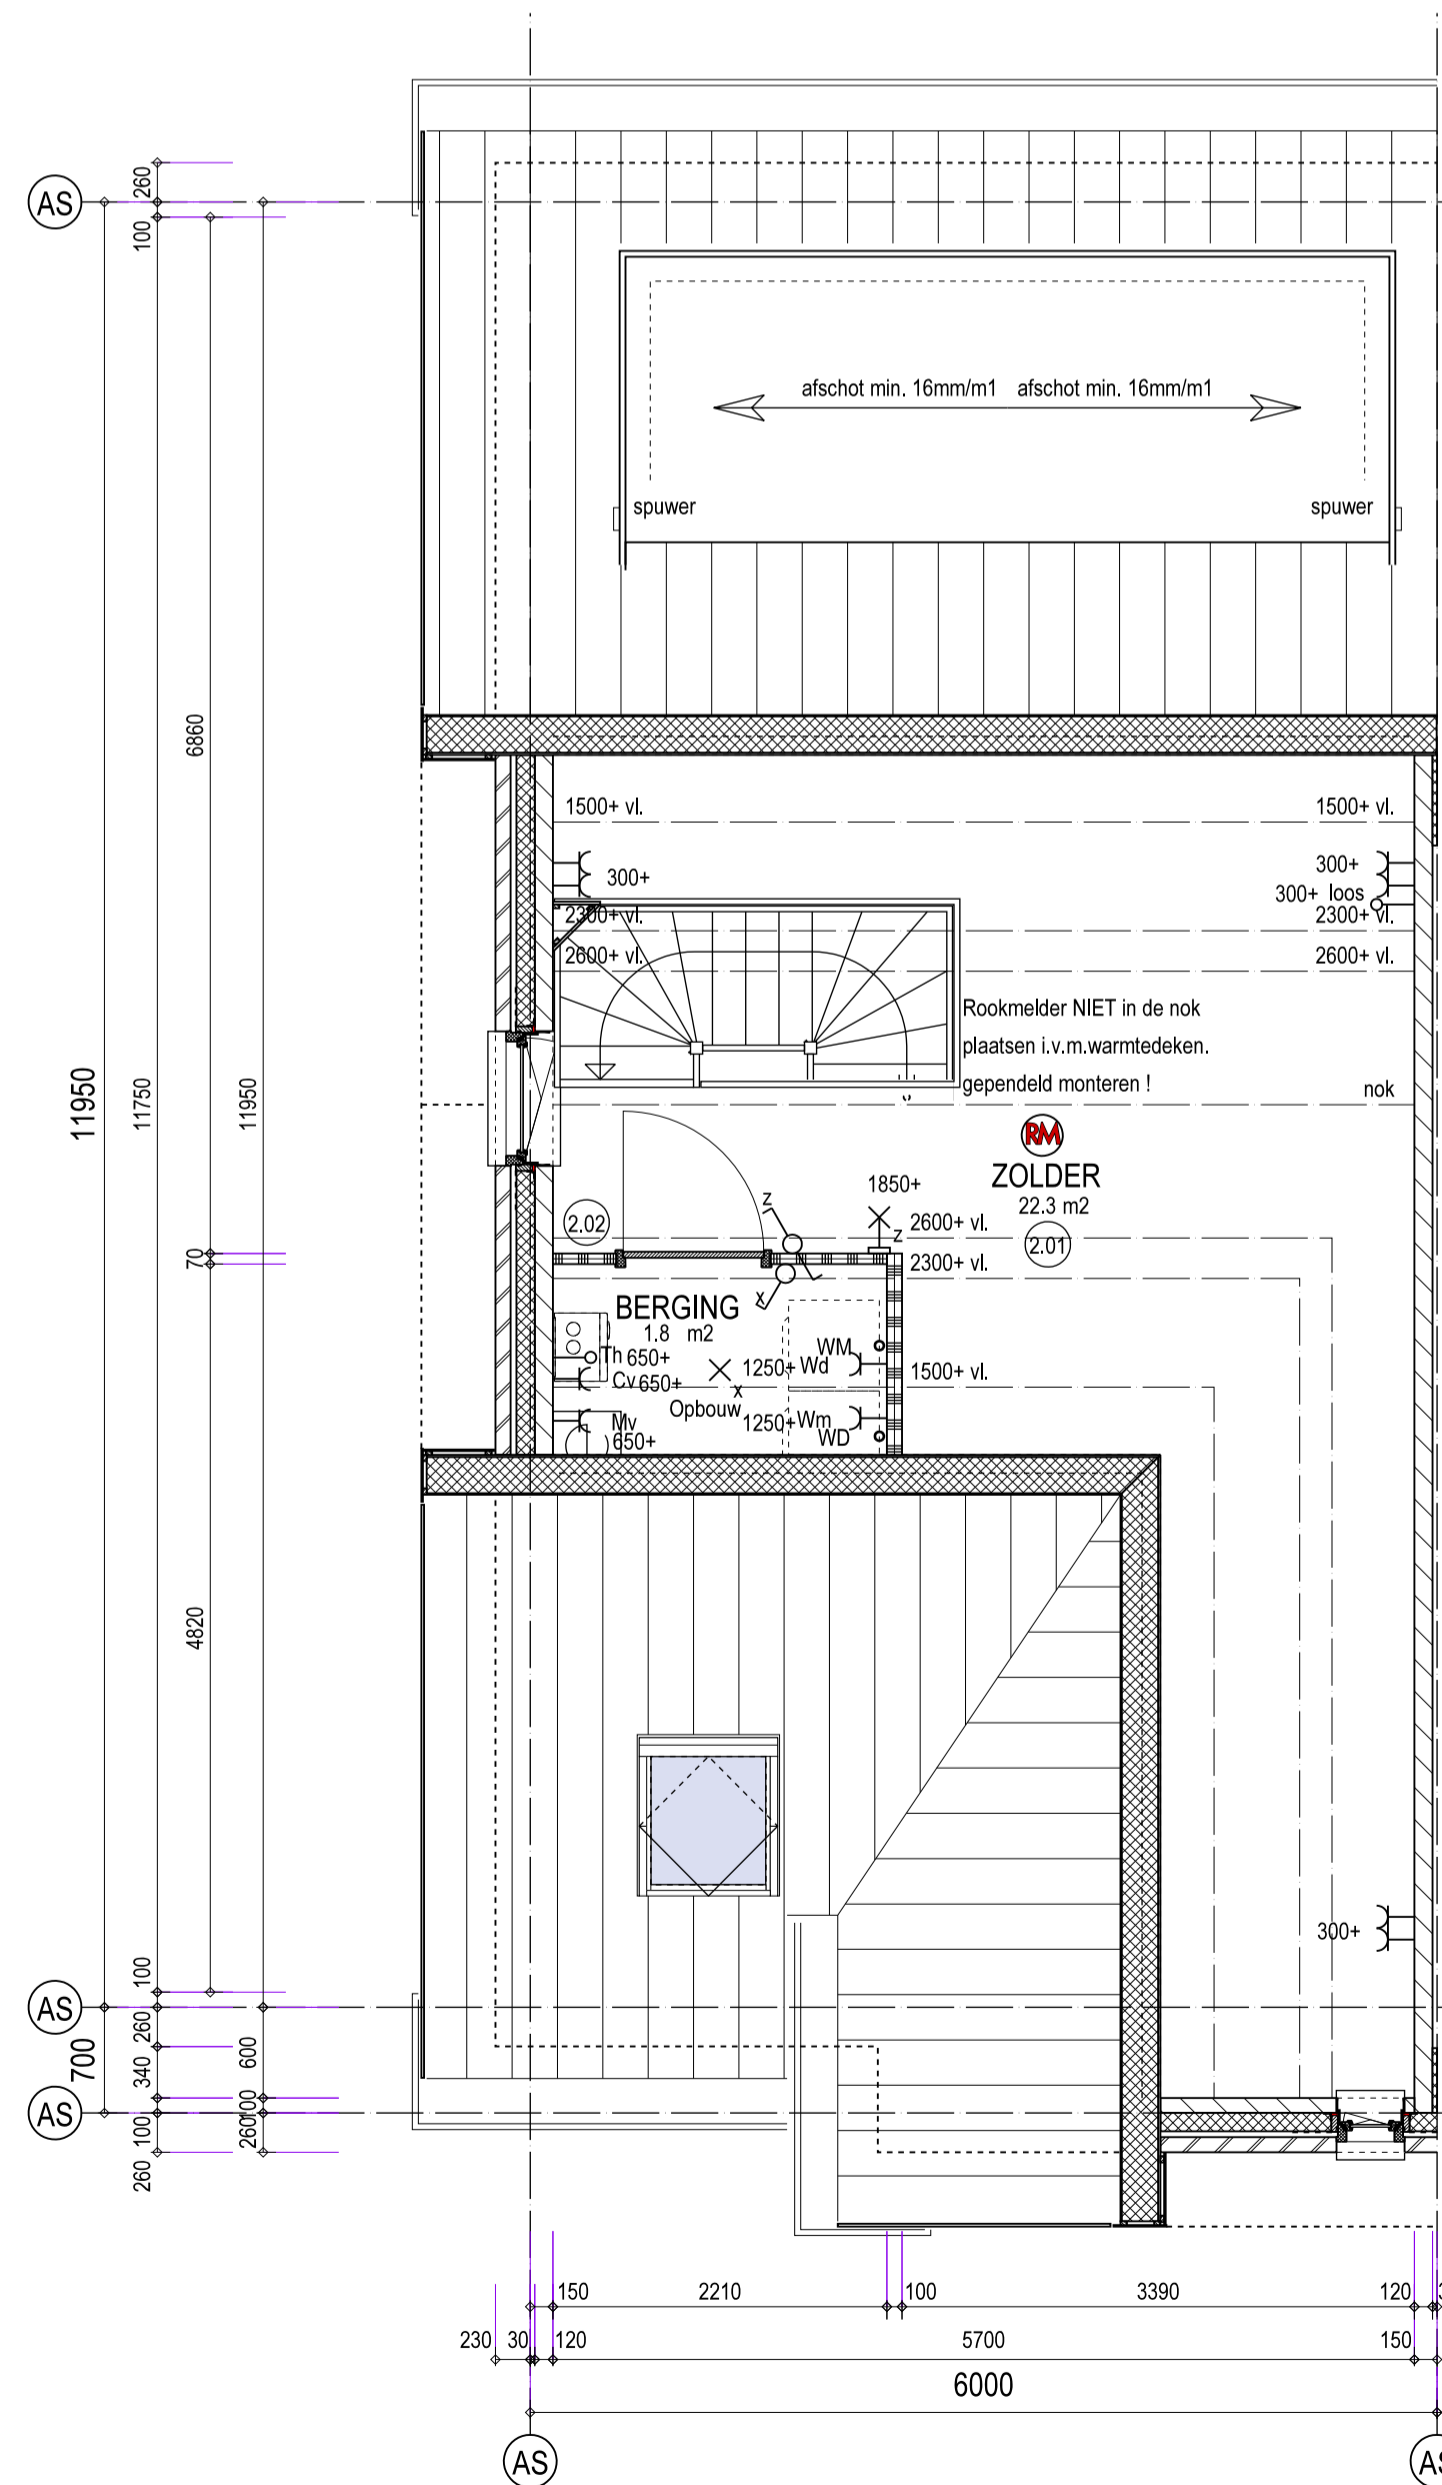 260
AS
100
afschot min. 16mm/m1 afschot min. 16mm/m1
spuwer spuwer
6860
1500+ vl. 1500+ vl.
300+ 300+
300+ loos
2300+ vl. 2300+ vl.
2600+ vl. 2600+ vl.
Rookmelder NIET in de nok
plaatsen i.v.m.warmtedeken.
gependeld monteren !
nok
11950
11750
11950
RM
ZOLDER
22.3 m2
2.01
1850+
z
z
2600+ vl.
2300+ vl.
2.02
70
BERGING
1.8 m2
x
Th 650+
WM
1250+ Wd
Cv 650+
x
1500+ vl.
Opbouw
Mv
650+
1250+ Wm
WD
4820
300+
100
AS
260
700
340
600
AS
100
100
260
260
150 2210 100 3390 120
230 30 120 5700 150
6000
AS